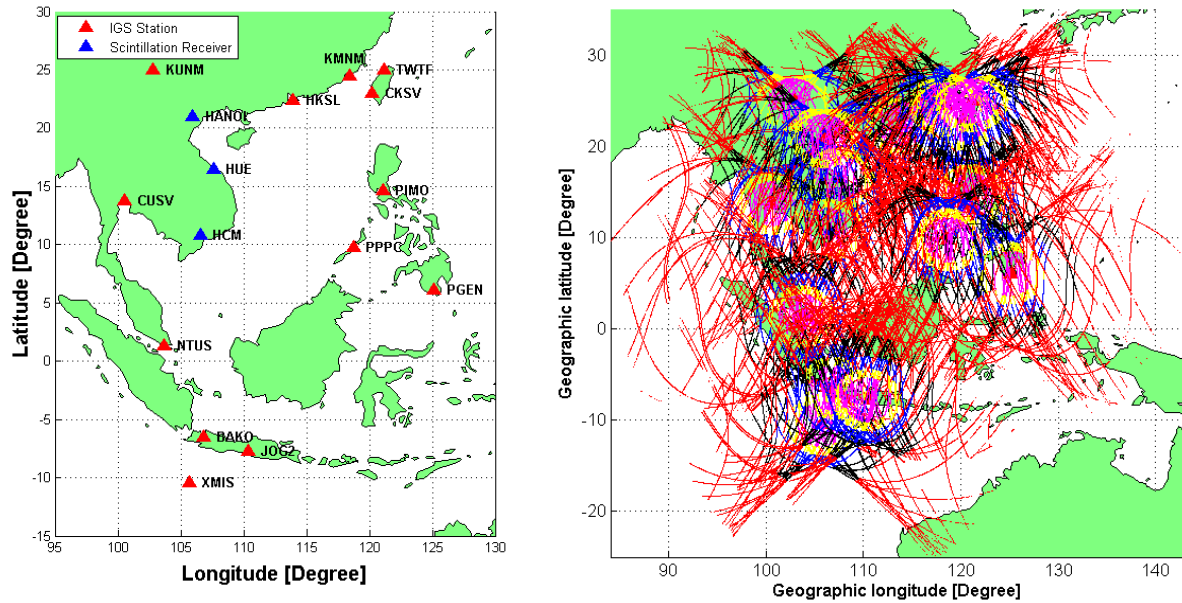 IGS Station
Scintillation Receiver
KMNM
KUNM
TWTF
CKSV
HKSL
HANOI
HUE
PIMO
CUSV
HCM
PPPC
PGEN
NTUS
BAKO
JOG2
XMIS
30
25
20
15
10
5
0
-5
-10
-15
95 100 105 110 115 120 125 130
Latitude [Degree]
Longitude [Degree]
30
20
10
0
-10
-20
90 100 110 120 130 140
Geographic latitude [Degree]
Geographic longitude [Degree]